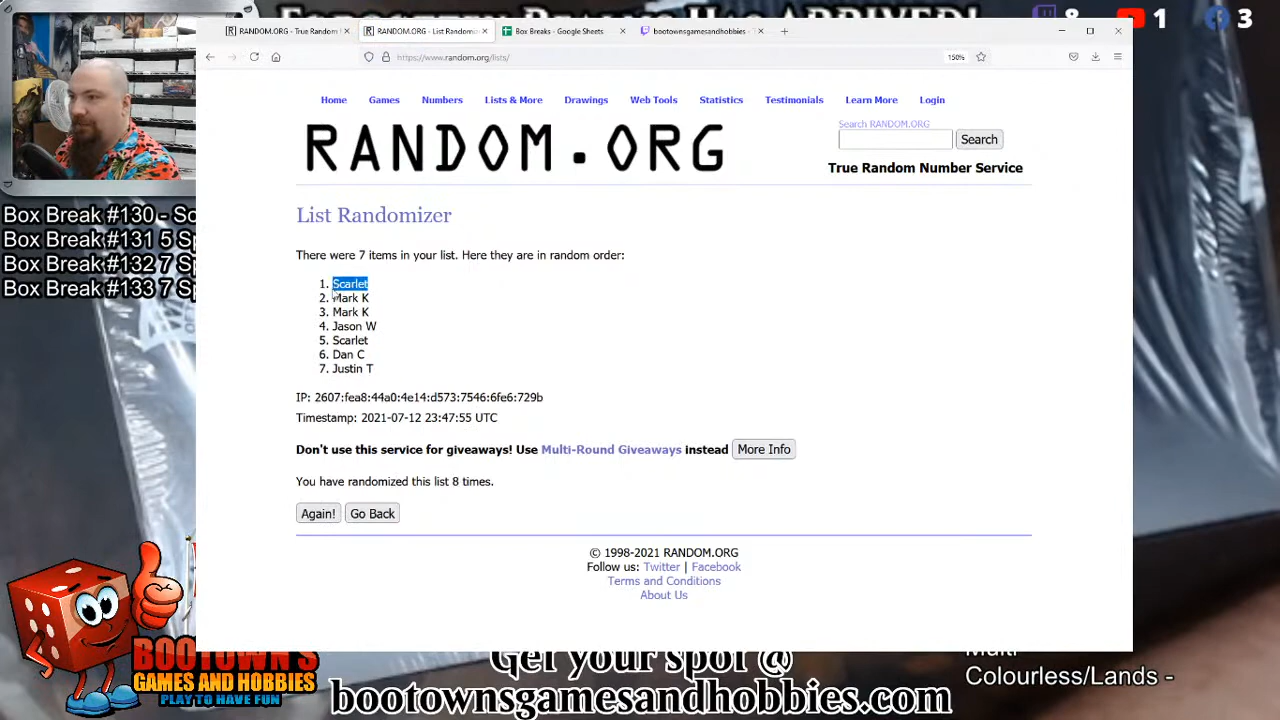 Forgotten Realms Has ARRIVED!
8
1
3
RANDOM.ORG - True Random
RANDOM.ORG - List Randomiz
Box Breaks - Google Sheets
bootownsgamesandhobbies - T
https://www.random.org/lists/
150%
Home
Games
Numbers
Lists & More
Drawings
Web Tools
Statistics
Testimonials
Learn More
Login
RANDOM.ORG
Search RANDOM.ORG
Search
True Random Number Service
Box Break #130 - Sc
Box Break #131 5 Sp
Box Break #132 7 S
Box Break #133 7 S
List Randomizer
There were 7 items in your list. Here they are in random order:
1. Scarlet
2. Mark K
3. Mark K
4. Jason W
5. Scarlet
6. Dan C
7. Justin T
IP: 2607:fea8:44a0:4e14:d573:7546:6fe6:729b
Timestamp: 2021-07-12 23:47:55 UTC
Don't use this service for giveaways! Use Multi-Round Giveaways instead
More Info
You have randomized this list 8 times.
Again!
Go Back
© 1998-2021 RANDOM.ORG
Follow us: Twitter | Facebook
Terms and Conditions
About Us
BOOTOWN'S
GAMES AND HOBBIES
PLAY TO HAVE FUN
Get your spot @
bootownsgamesandhobbies.com
Multi
Colourless/Lands -